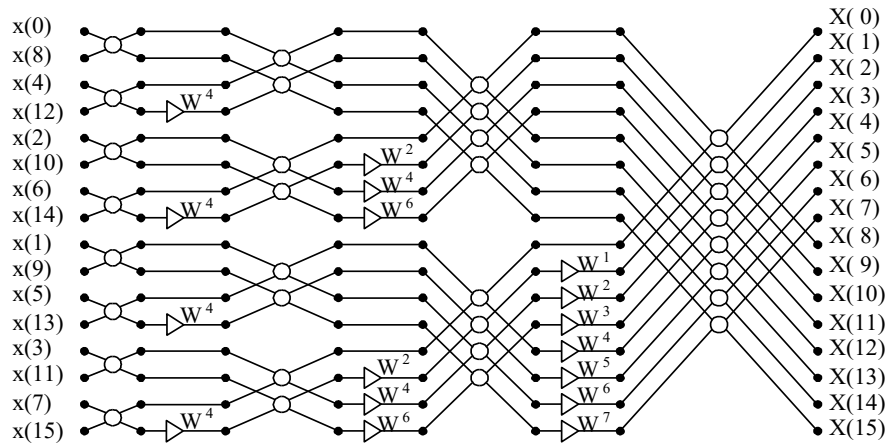 x(0) X( 0)
x(8) X( 1)
x(4) X( 2)
x(12) W⁴ X( 3)
x(2) X( 4)
x(10) W² X( 5)
x(6) W⁴ X( 6)
x(14) W⁴ W⁶ X( 7)
x(1) X( 8)
x(9) W¹ X( 9)
x(5) W² X(10)
x(13) W⁴ W³ X(11)
x(3) W⁴ X(12)
x(11) W² W⁵ X(13)
x(7) W⁴ W⁶ X(14)
x(15) W⁴ W⁶ W⁷ X(15)